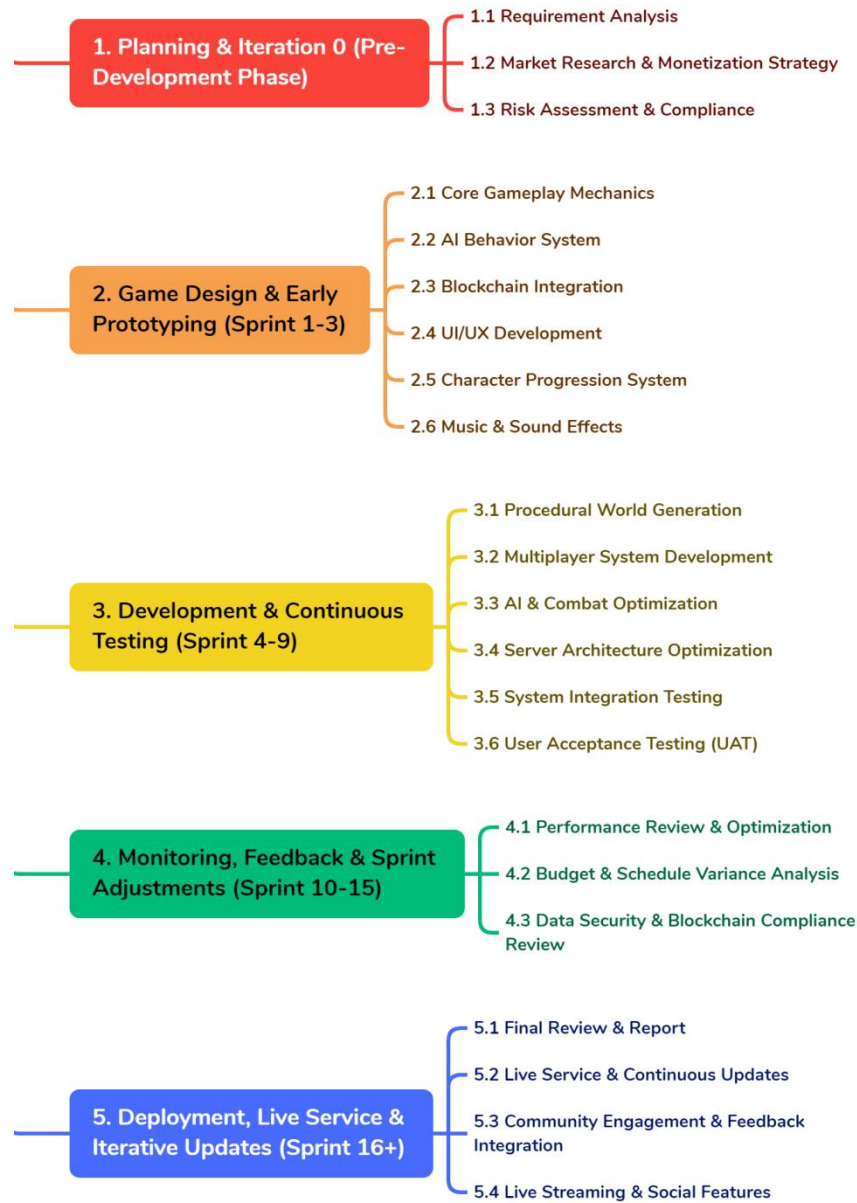 1. Planning & Iteration 0 (Pre-
Development Phase)
1.1 Requirement Analysis
1.2 Market Research & Monetization Strategy
1.3 Risk Assessment & Compliance
2. Game Design & Early
Prototyping (Sprint 1-3)
2.1 Core Gameplay Mechanics
2.2 AI Behavior System
2.3 Blockchain Integration
2.4 UI/UX Development
2.5 Character Progression System
2.6 Music & Sound Effects
3. Development & Continuous
Testing (Sprint 4-9)
3.1 Procedural World Generation
3.2 Multiplayer System Development
3.3 AI & Combat Optimization
3.4 Server Architecture Optimization
3.5 System Integration Testing
3.6 User Acceptance Testing (UAT)
4. Monitoring, Feedback & Sprint
Adjustments (Sprint 10-15)
4.1 Performance Review & Optimization
4.2 Budget & Schedule Variance Analysis
4.3 Data Security & Blockchain Compliance
Review
5. Deployment, Live Service &
Iterative Updates (Sprint 16+)
5.1 Final Review & Report
5.2 Live Service & Continuous Updates
5.3 Community Engagement & Feedback
Integration
5.4 Live Streaming & Social Features